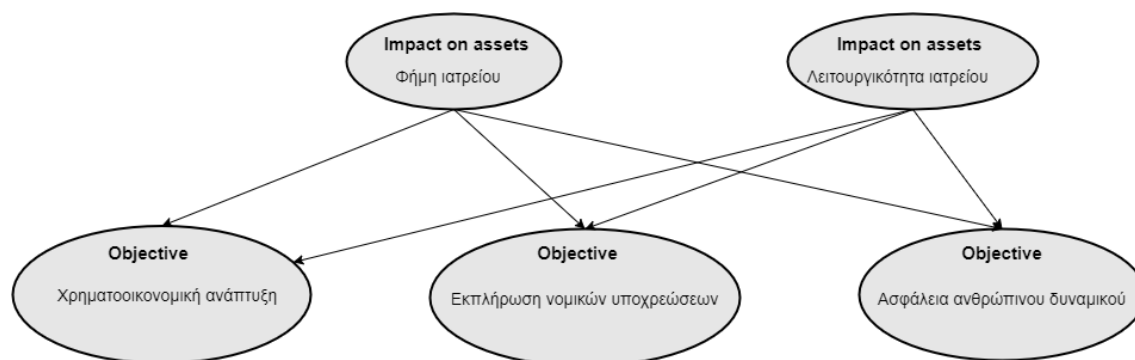 Impact on assets
Φήμη ιατρείου
Impact on assets
Λειτουργικότητα ιατρείου
Objective
Χρηματοοικονομική ανάπτυξη
Objective
Εκπλήρωση νομικών υποχρεώσεων
Objective
Ασφάλεια ανθρώπινου δυναμικού